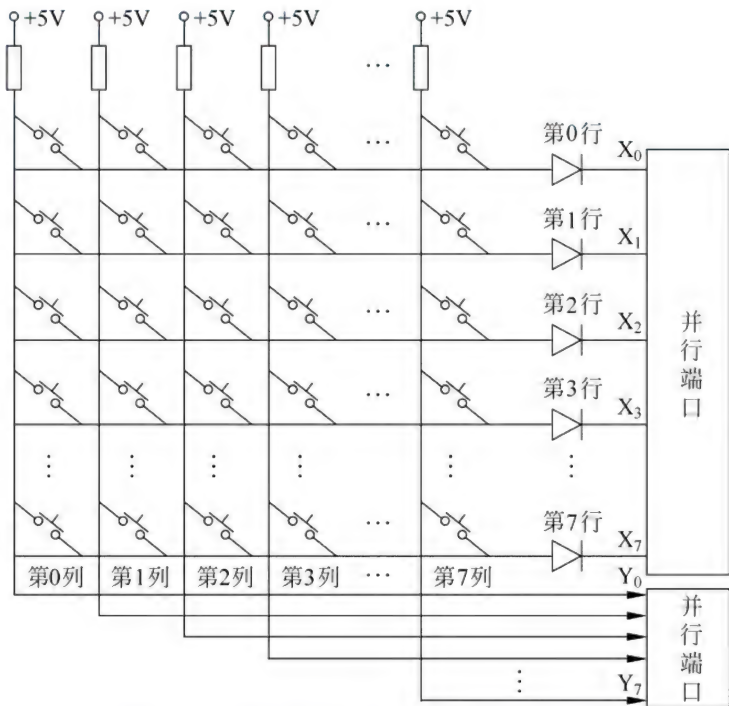 +5V +5V +5V +5V +5V
...
... 第0行 X0
... 第1行 X1
... 第2行 X2
... 第3行 X3
并行端口
⋮ ⋮ ⋮ ⋮ ⋮ ⋮
... 第7行 X7
第0列 第1列 第2列 第3列 ... 第7列 Y0
⋮ Y7
并行端口